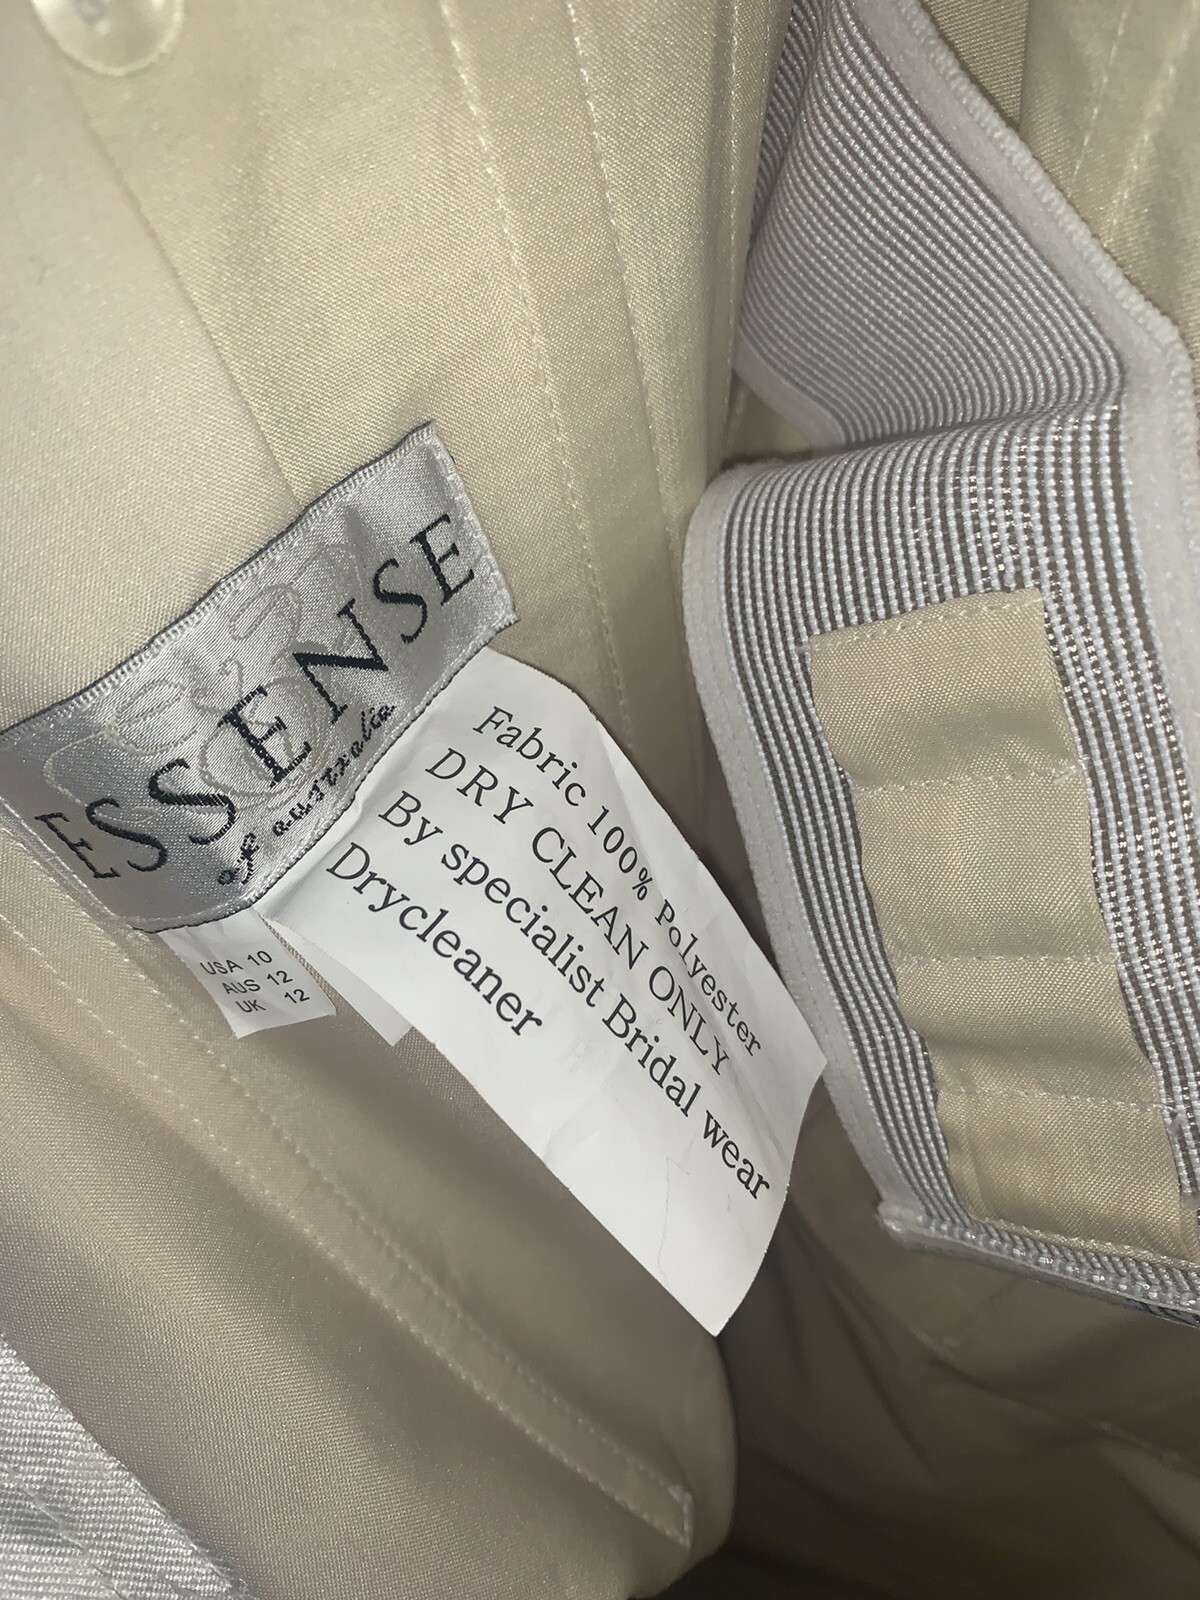 ESSENSE
of australia
Fabric 100% Polyester
DRY CLEAN ONLY
By specialist Bridal wear
Drycleaner
USA 10
AUS 12
UK 12